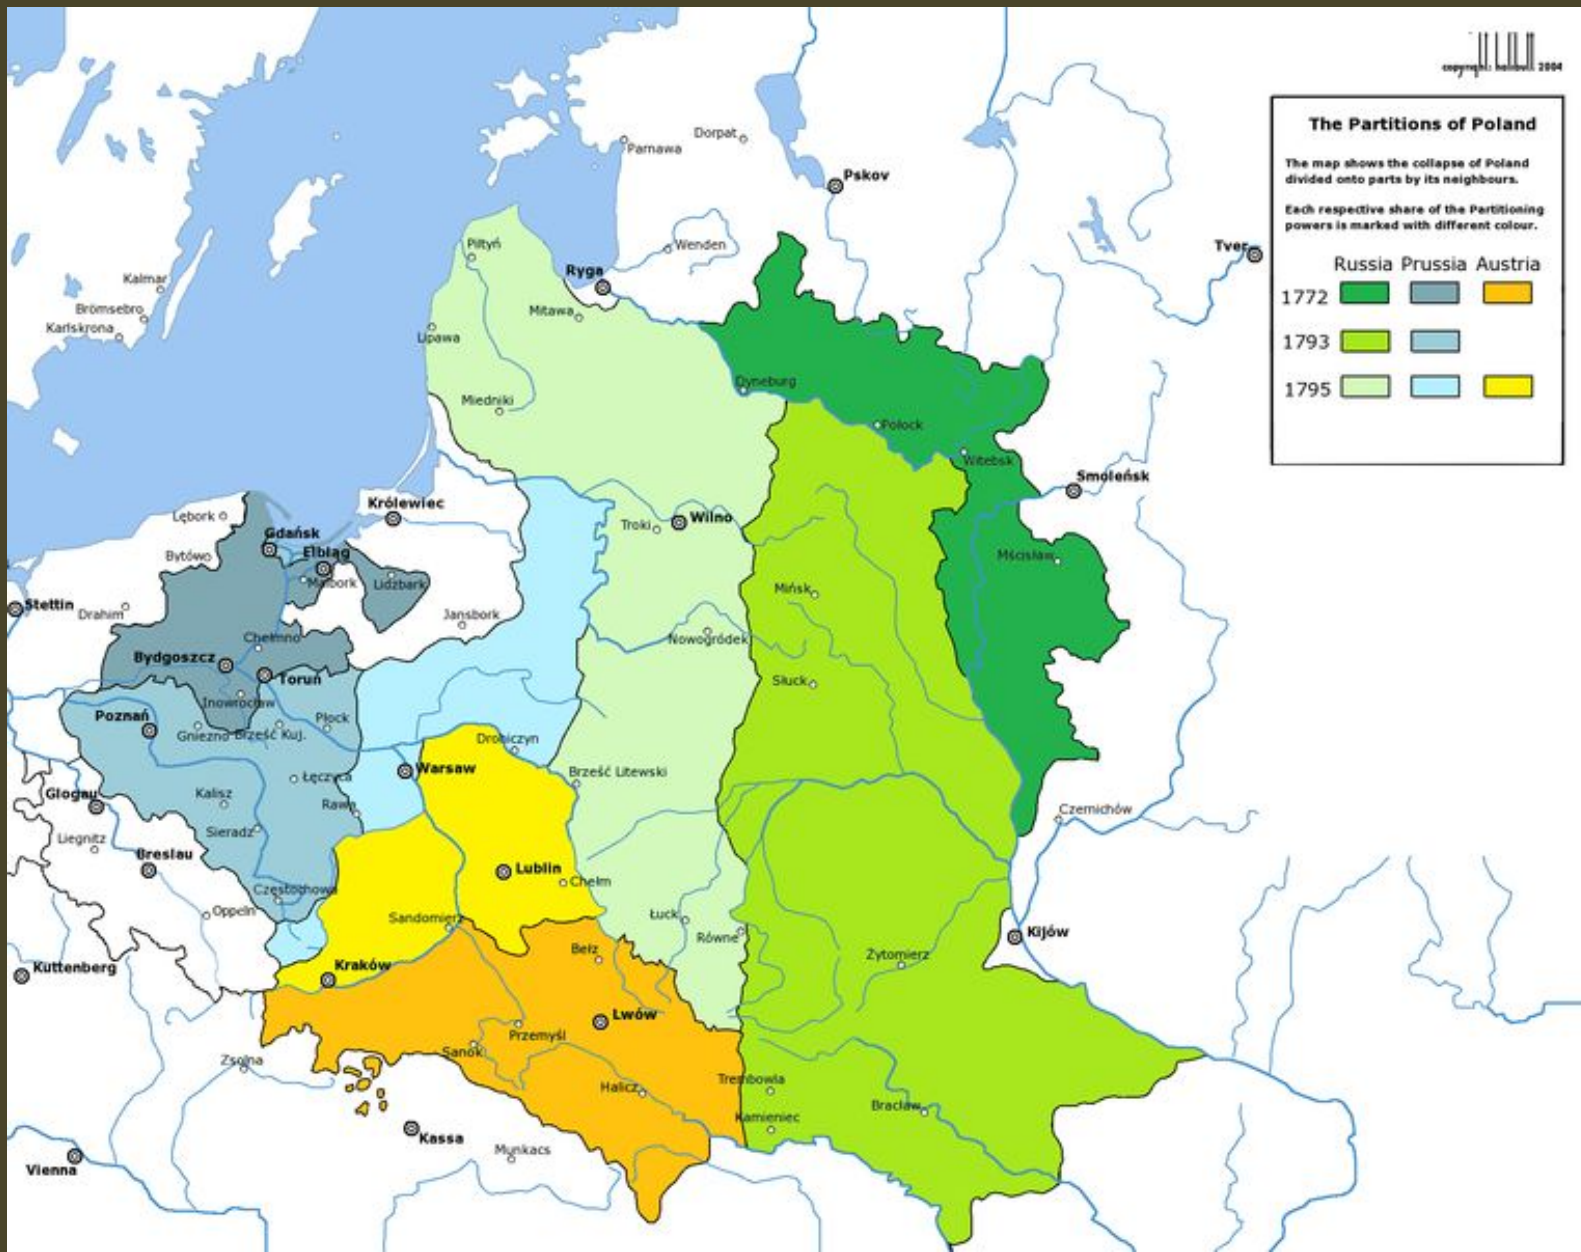 copyright: halibutt 2004
The Partitions of Poland
The map shows the collapse of Poland
divided onto parts by its neighbours.
Each respective share of the Partitioning
powers is marked with different colour.
Russia Prussia Austria
1772
1793
1795
Dorpat
Parnawa
Pskov
Piltyń
Wenden
Tver
Ryga
Kalmar
Mitawa
Brömsebro
Karlskrona
Lipawa
Dyneburg
Miedniki
Połock
Witebsk
Smoleńsk
Królewiec
Lębork
Troki
Wilno
Gdańsk
Elbląg
Bytówo
Mścisław
Malbork
Lidzbark
Mińsk
Stettin
Drahim
Jansbork
Chełmno
Nowogródek
Bydgoszcz
Toruń
Słuck
Inowrocław
Poznań
Płock
Gniezno
Brześć Kuj.
Drohiczyn
Warsaw
Brześć Litewski
Łęczyca
Glogau
Kalisz
Rawa
Czernichów
Sieradz
Liegnitz
Breslau
Lublin
Chełm
Częstochowa
Oppeln
Sandomierz
Łuck
Równe
Kijów
Bełz
Żytomierz
Kuttenberg
Kraków
Lwów
Przemyśl
Sanok
Zsolna
Halicz
Trembowla
Bracław
Kamieniec
Kassa
Munkacs
Vienna